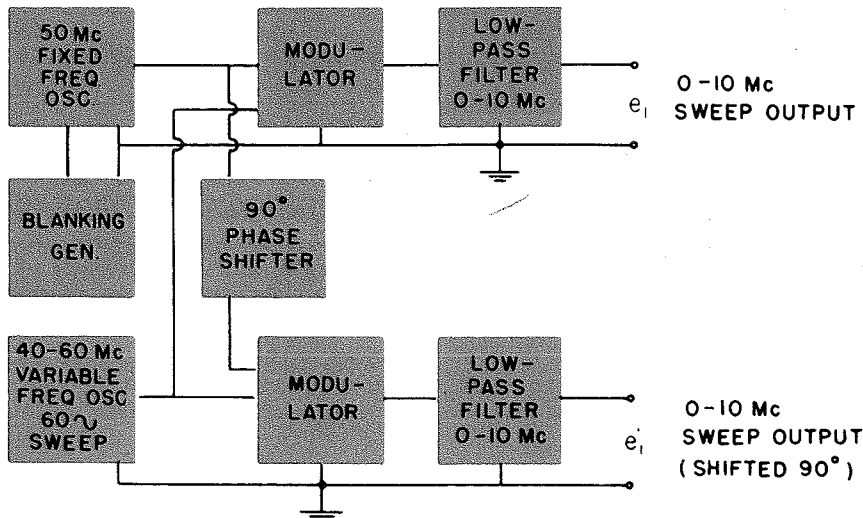 50 Mc
FIXED
FREQ.
OSC.
MODU-
LATOR
LOW-
PASS
FILTER
0-10 Mc
e₁
0-10 Mc
SWEEP OUTPUT
BLANKING
GEN.
90°
PHASE
SHIFTER
40-60 Mc
VARIABLE
FREQ OSC
60∿
SWEEP
MODU-
LATOR
LOW-
PASS
FILTER
0-10 Mc
e₁'
0-10 Mc
SWEEP OUTPUT
(SHIFTED 90°)